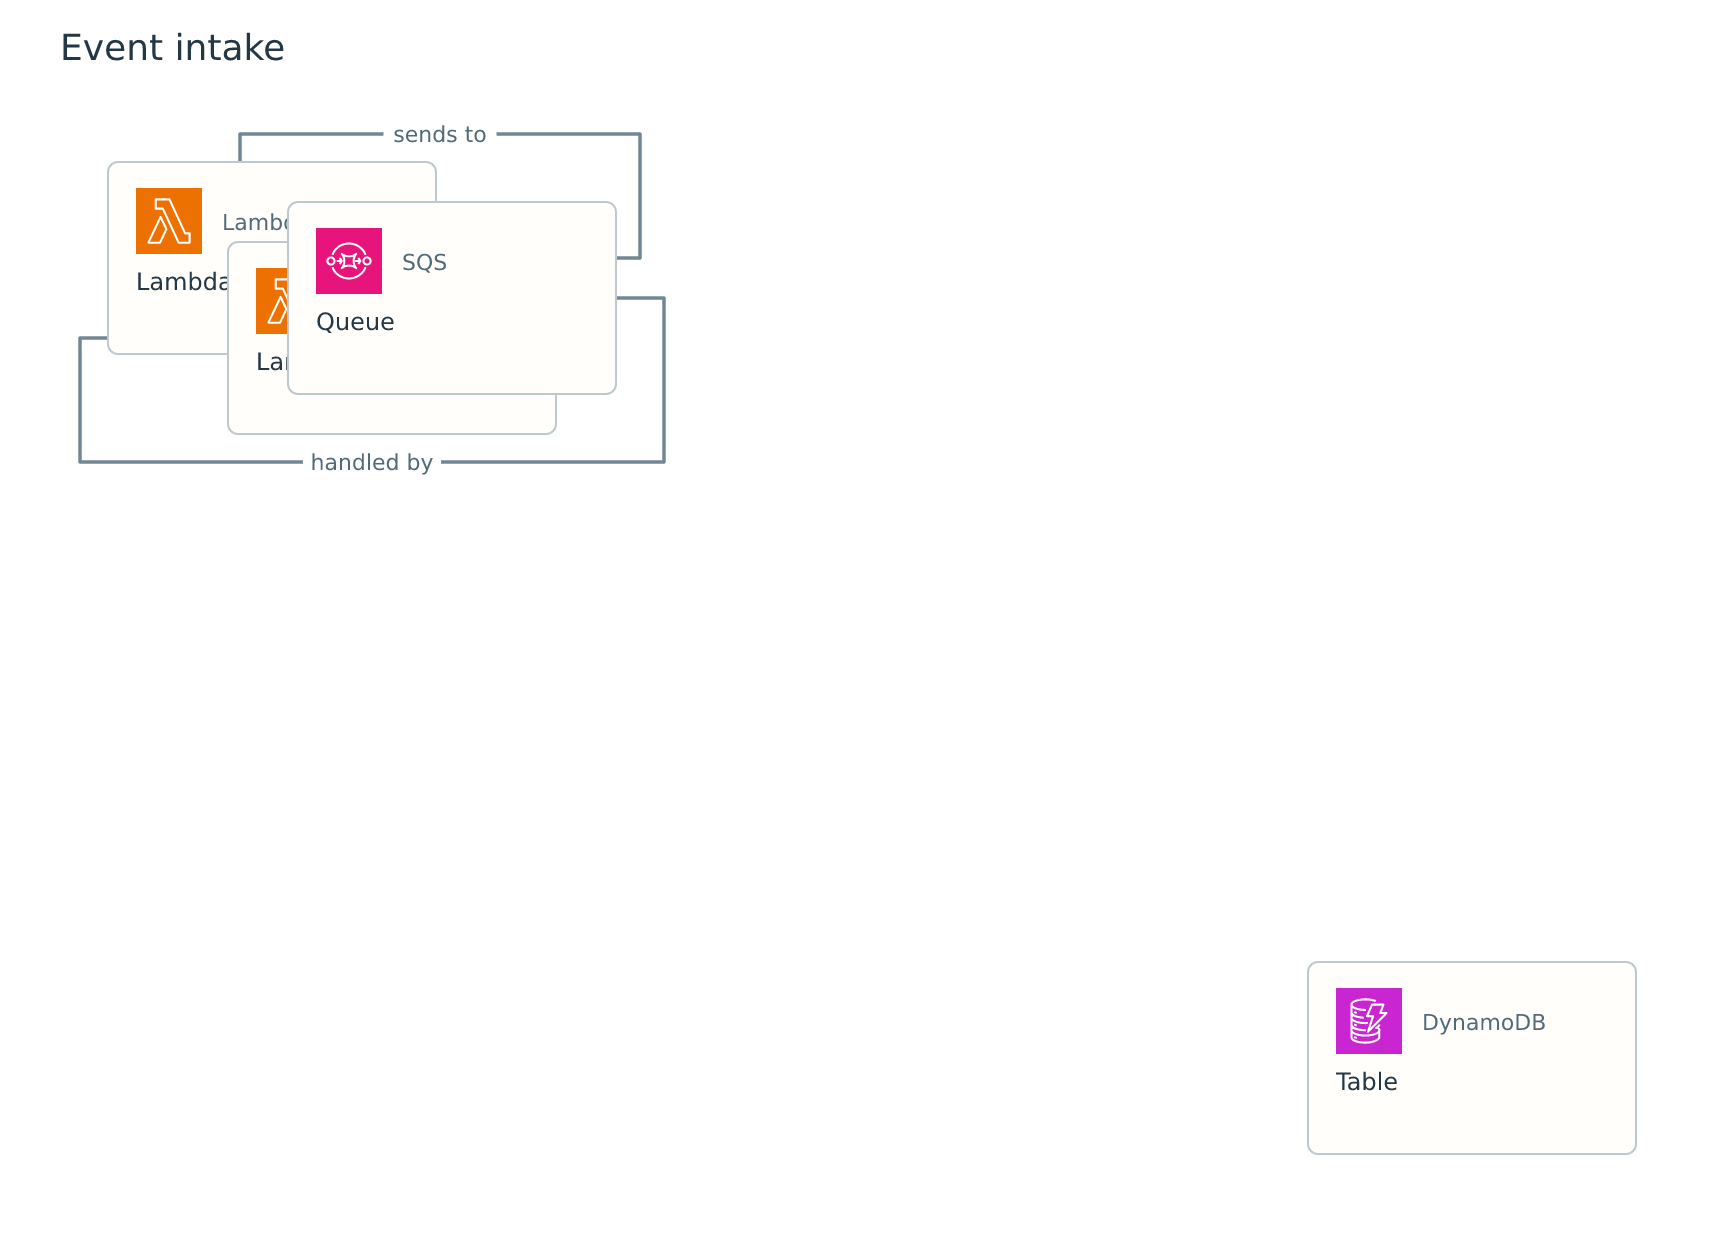 Event intake
sends to
SQS
Lambda
Queue
handled by
DynamoDB
Table